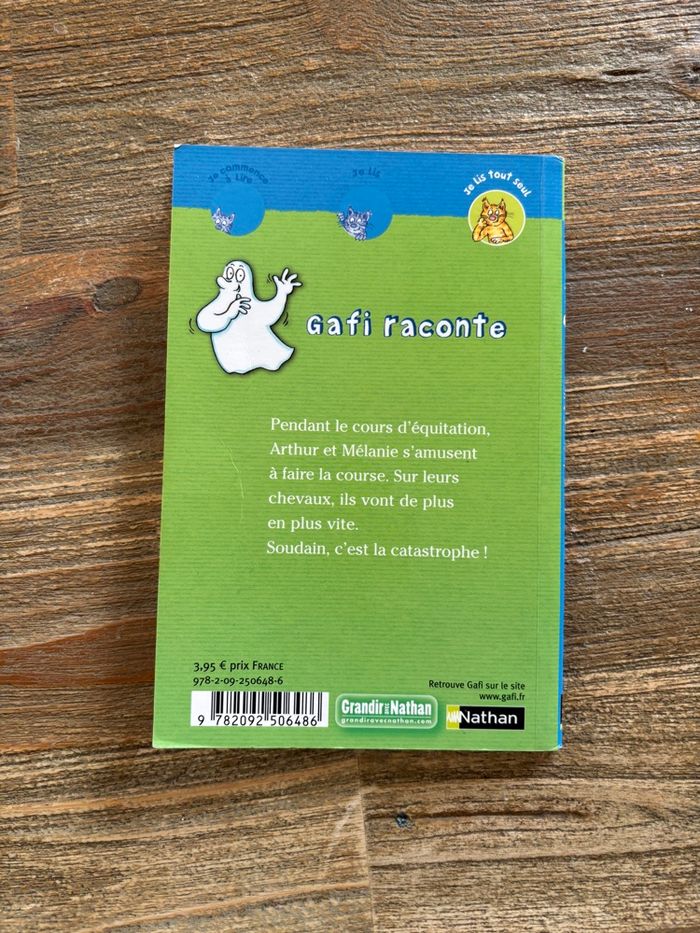 Je commence
à lire
Je lis
Je lis tout seul
Gafi raconte
Pendant le cours d'équitation,
Arthur et Mélanie s'amusent
à faire la course. Sur leurs
chevaux, ils vont de plus
en plus vite.
Soudain, c'est la catastrophe !
3,95 € prix FRANCE
978-2-09-250648-6
9 782092 506486
Grandir avec Nathan
grandiravecnathan.com
Retrouve Gafi sur le site
www.gafi.fr
Nathan